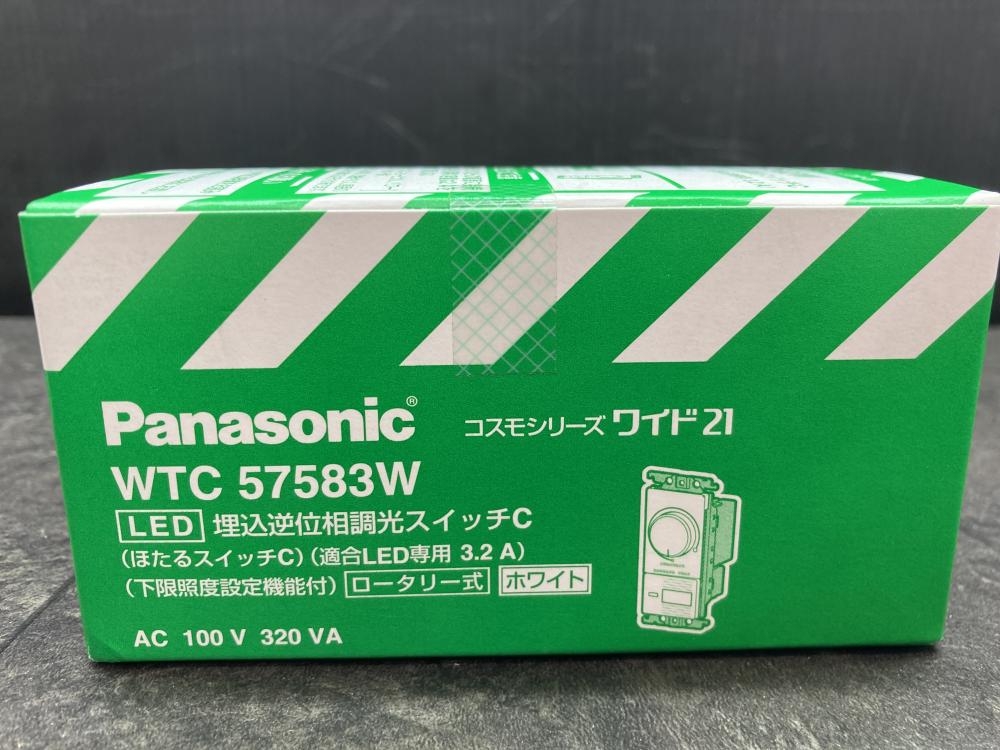 Panasonic® コスモシリーズ ワイド21
WTC 57583W
LED 埋込逆位相調光スイッチC
(ほたるスイッチC)(適合LED専用 3.2 A)
(下限照度設定機能付) ロータリー式 ホワイト
AC 100 V 320 VA